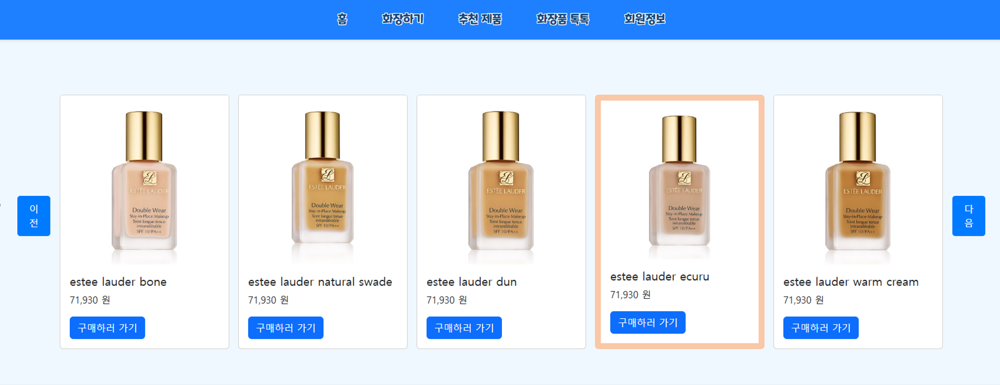 홈 화장하기 추천 제품 화장품 톡톡 회원정보
이
전
ESTĒE LAUDER
Double Wear
Stay-in-Place Makeup
Teint longue tenue
intransférable
SPF 10/PA++
estee lauder bone
71,930 원
구매하러 가기
ESTĒE LAUDER
Double Wear
Stay-in-Place Makeup
Teint longue tenue
intransférable
SPF 10/PA++
estee lauder natural swade
71,930 원
구매하러 가기
ESTĒE LAUDER
Double Wear
Stay-in-Place Makeup
Teint longue tenue
intransférable
SPF 10/PA++
estee lauder dun
71,930 원
구매하러 가기
ESTĒE LAUDER
Double Wear
Stay-in-Place Makeup
Teint longue tenue
intransférable
SPF 10/PA++
estee lauder ecuru
71,930 원
구매하러 가기
ESTĒE LAUDER
Double Wear
Stay-in-Place Makeup
Teint longue tenue
intransférable
SPF 10/PA++
estee lauder warm cream
71,930 원
구매하러 가기
다
음